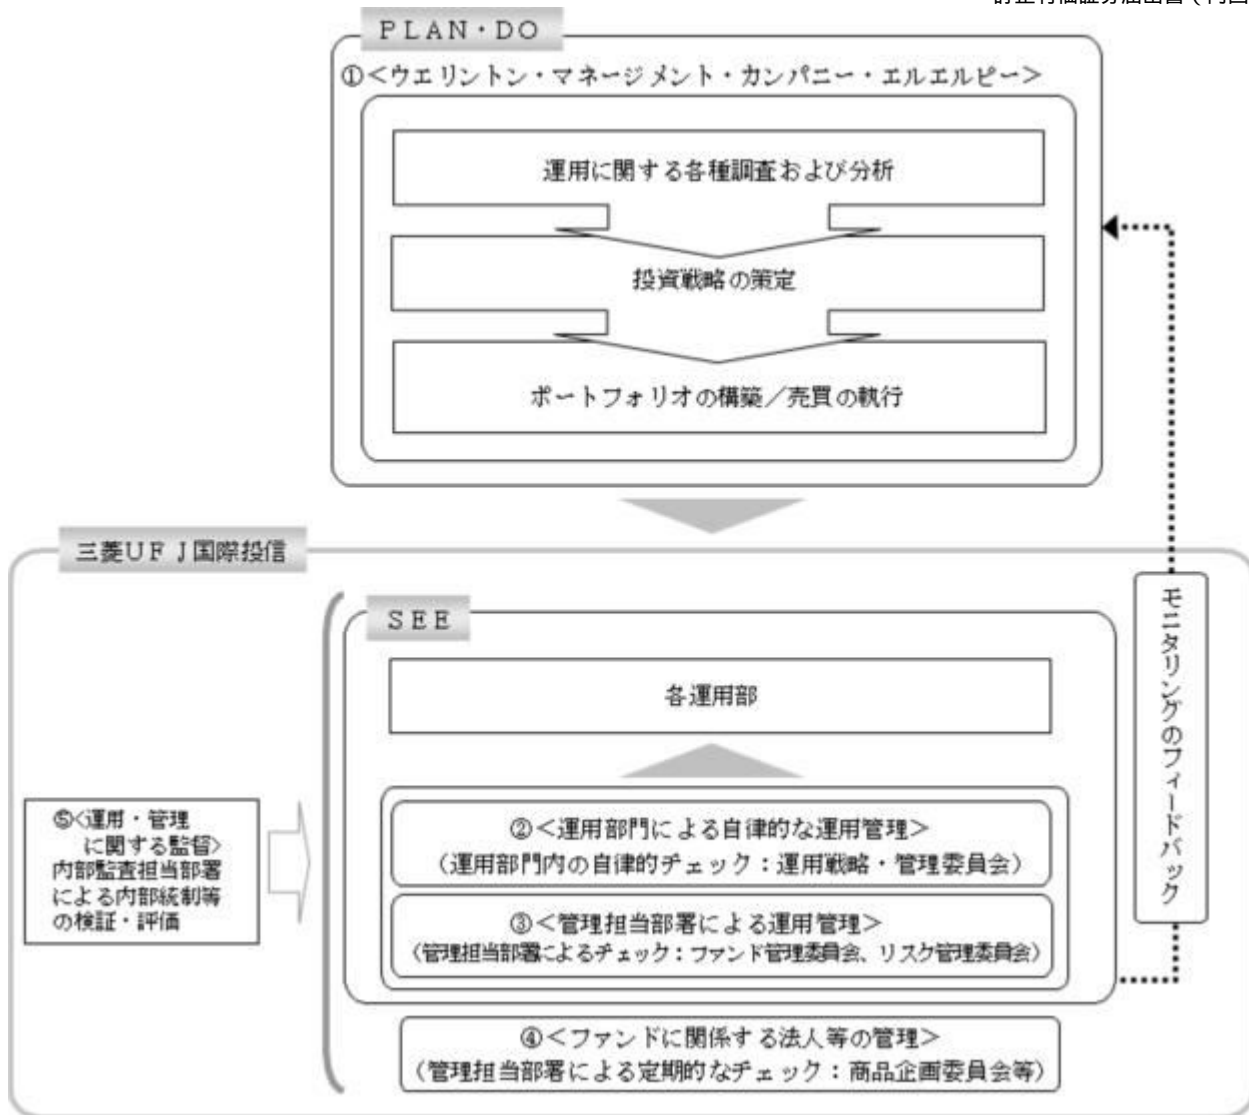 PLAN・DO
①<ウエリントン・マネージメント・カンパニー・エルエルピー>
運用に関する各種調査および分析
投資戦略の策定
ポートフォリオの構築/売買の執行
三菱UFJ国際投信
SEE
各運用部
②<運用部門による自律的な運用管理>
(運用部門内の自律的チェック:運用戦略・管理委員会)
③<管理担当部署による運用管理>
(管理担当部署によるチェック:ファンド管理委員会、リスク管理委員会)
④<ファンドに関係する法人等の管理>
(管理担当部署による定期的なチェック:商品企画委員会等)
⑤<運用・管理
に関する監督>
内部監査担当部署
による内部統制等
の検証・評価
モニタリングのフィードバック